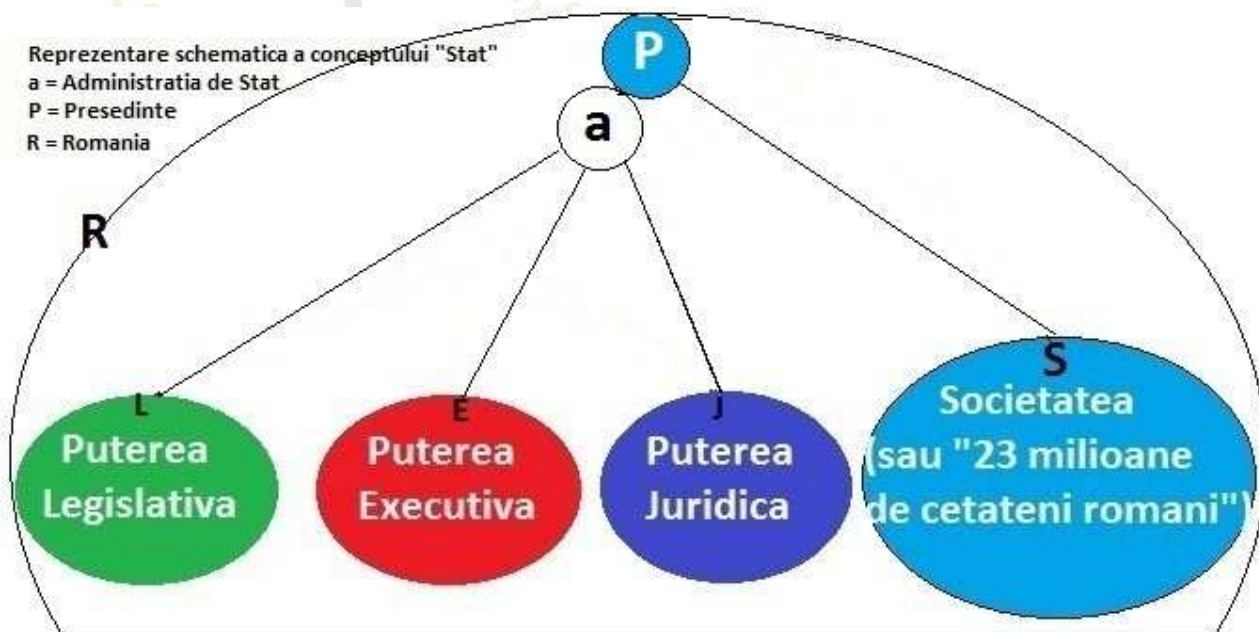 Reprezentare schematica a conceptului "Stat"
a = Administratia de Stat
P = Presedinte
R = Romania
P
a
R
L
Puterea
Legislativa
E
Puterea
Executiva
J
Puterea
Juridica
S
Societatea
(sau "23 milioane
de cetateni romani")